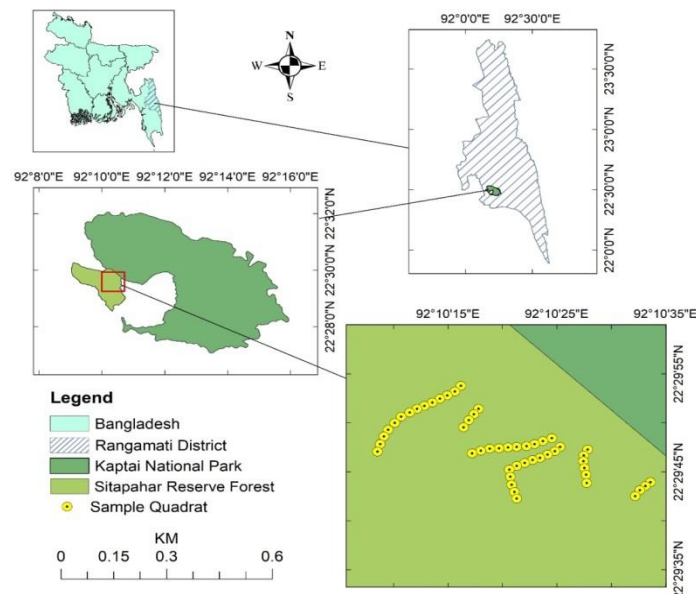 92°0'0"E 92°30'0"E
N
W E
S
23°30'0"N
23°0'0"N
22°30'0"N
22°0'0"N
92°8'0"E 92°10'0"E 92°12'0"E 92°14'0"E 92°16'0"E
22°32'0"N
22°30'0"N
22°28'0"N
92°10'15"E 92°10'25"E 92°10'35"E
22°29'55"N
22°29'45"N
22°29'35"N
Legend
Bangladesh
Rangamati District
Kaptai National Park
Sitapahar Reserve Forest
Sample Quadrat
KM
0 0.15 0.3 0.6